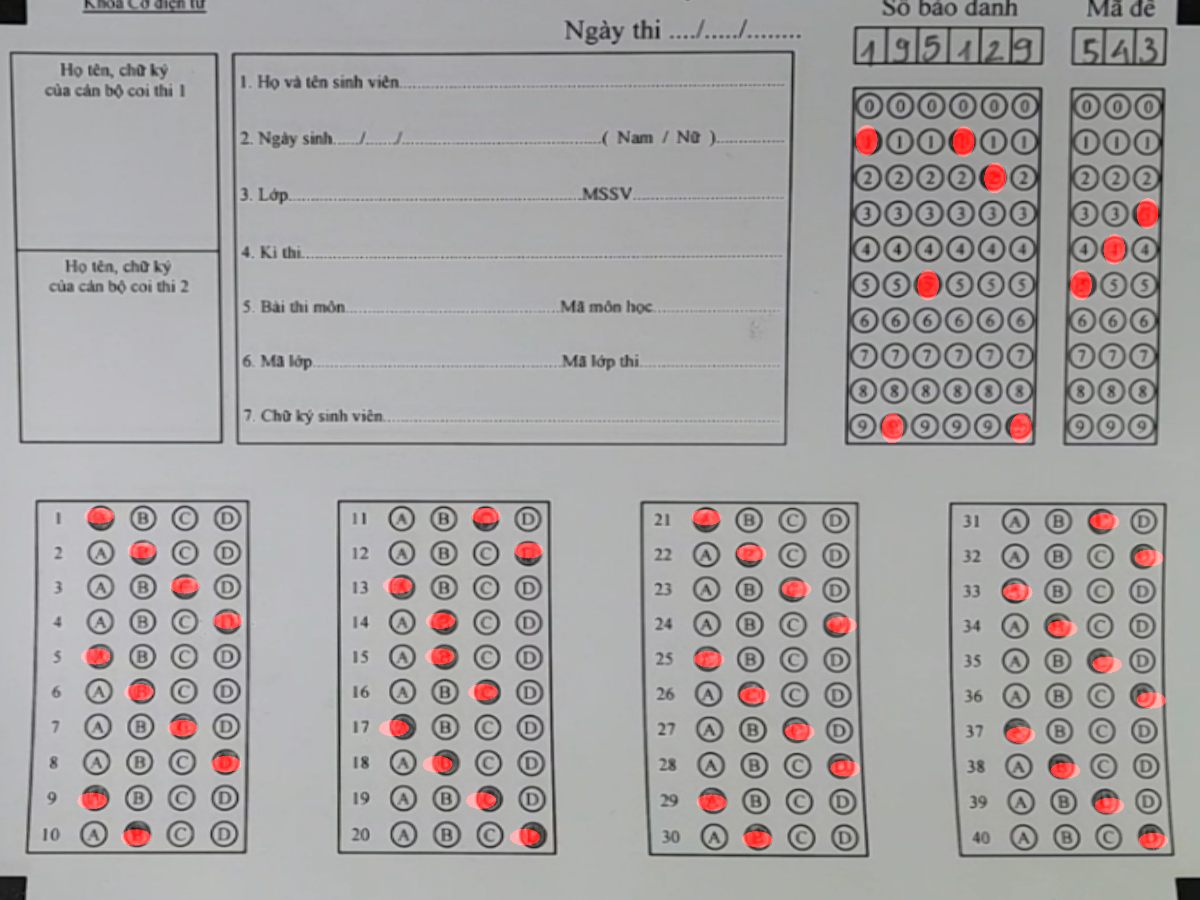 Khoa Cơ điện tử
Ngày thi ..../...../........
Số báo danh
Mã đề
1 9 5 1 2 9
5 4 3
Họ tên, chữ ký
của cán bộ coi thi 1
Họ tên, chữ ký
của cán bộ coi thi 2
1. Họ và tên sinh viên
2. Ngày sinh....../....../ ( Nam / Nữ )
3. Lớp MSSV
4. Kì thi
5. Bài thi môn Mã môn học
6. Mã lớp Mã lớp thi
7. Chữ ký sinh viên
0 0 0 0 0 0 0 0 0
1 1 1 1 1 1 1 1
2 2 2 2 2 2 2 2
3 3 3 3 3 3 3 3
4 4 4 4 4 4 4 4
5 5 5 5 5 5 5
6 6 6 6 6 6 6 6 6
7 7 7 7 7 7 7 7 7
8 8 8 8 8 8 8 8 8
9 9 9 9 9 9 9
1 A B C D
2 A B C D
3 A B C D
4 A B C D
5 A B C D
6 A B C D
7 A B C D
8 A B C D
9 A B C D
10 A B C D
11 A B C D
12 A B C D
13 A B C D
14 A B C D
15 A B C D
16 A B C D
17 B C D
18 A C D
19 A B C D
20 A B C D
21 A B C D
22 A B C D
23 A B C D
24 A B C D
25 B C D
26 A B C D
27 A B C D
28 A B C D
29 A B C D
30 A B C D
31 A B C D
32 A B C D
33 A B C D
34 A B C D
35 A B D
36 A B C D
37 B C D
38 A B C D
39 A B C D
40 A B C D